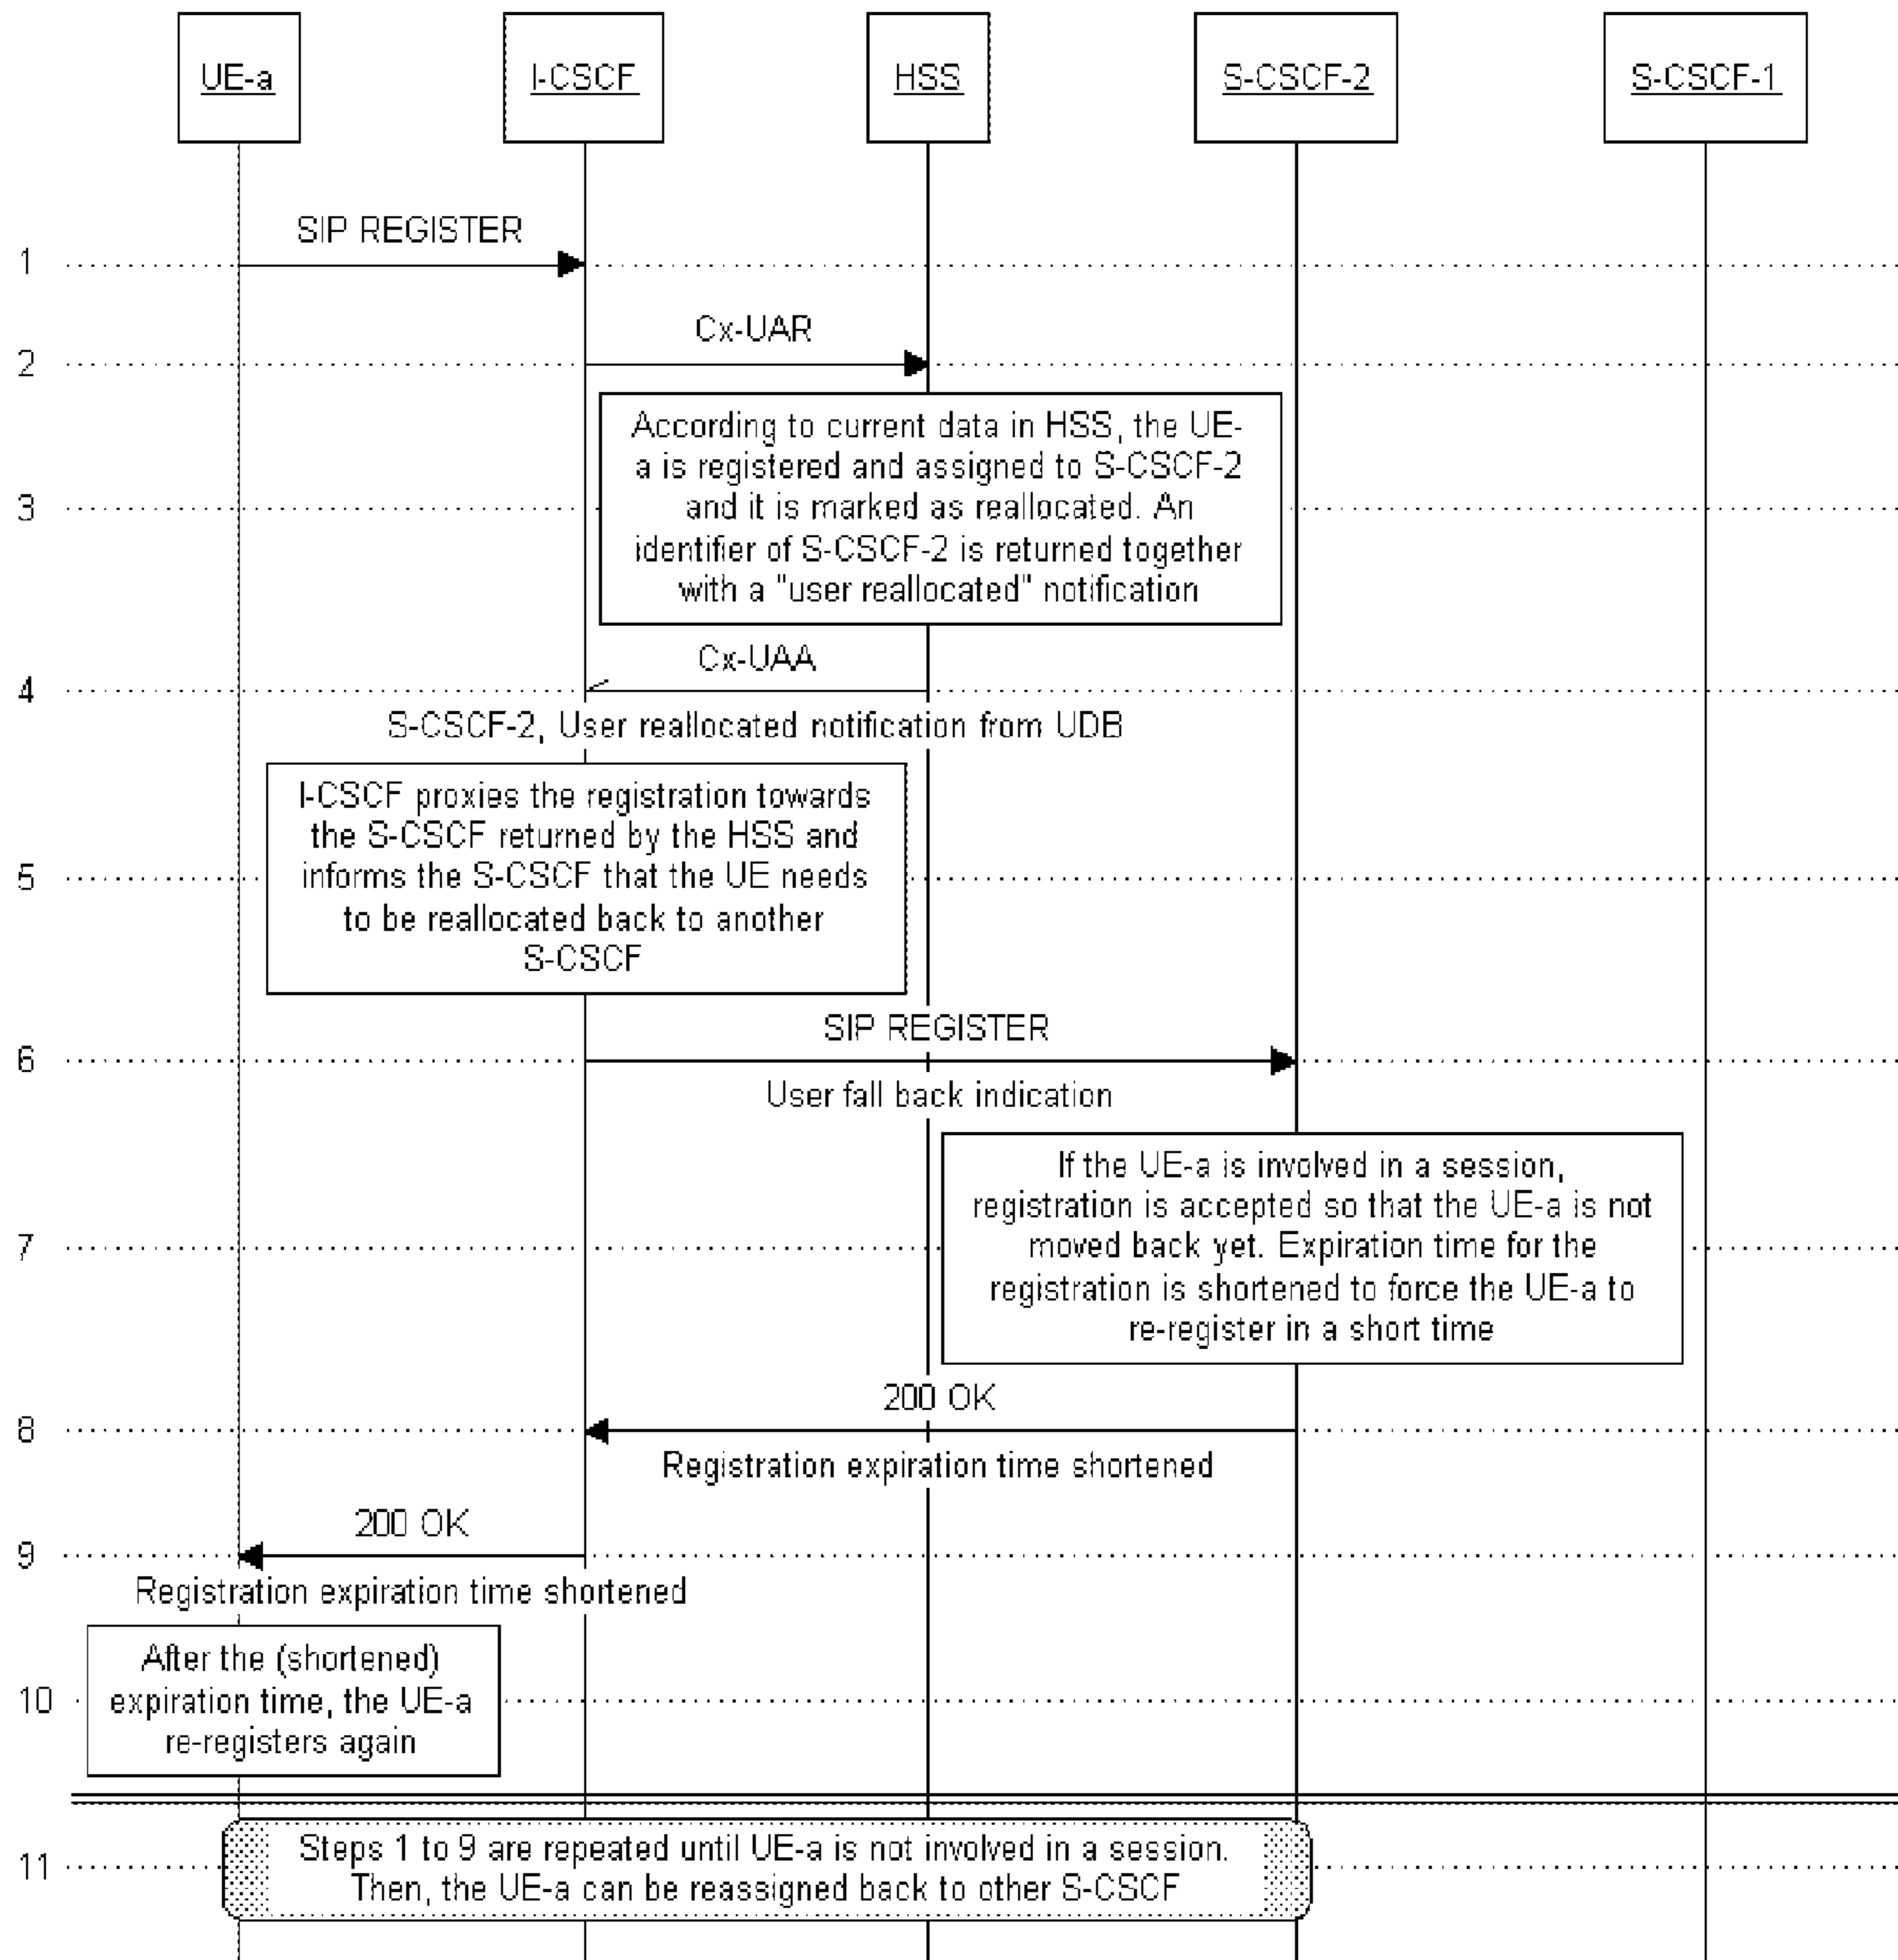 UE-a
I-CSCF
HSS
S-CSCF-2
S-CSCF-1
SIP REGISTER
1
Cx-UAR
2
According to current data in HSS, the UE-
a is registered and assigned to S-CSCF-2
and it is marked as reallocated. An
identifier of S-CSCF-2 is returned together
with a "user reallocated" notification
3
Cx-UAA
4
S-CSCF-2, User reallocated notification from UDB
I-CSCF proxies the registration towards
the S-CSCF returned by the HSS and
informs the S-CSCF that the UE needs
to be reallocated back to another
S-CSCF
5
SIP REGISTER
6
User fall back indication
If the UE-a is involved in a session,
registration is accepted so that the UE-a is not
moved back yet. Expiration time for the
registration is shortened to force the UE-a to
re-register in a short time
7
200 OK
8
Registration expiration time shortened
200 OK
9
Registration expiration time shortened
After the (shortened)
expiration time, the UE-a
re-registers again
10
Steps 1 to 9 are repeated until UE-a is not involved in a session.
Then, the UE-a can be reassigned back to other S-CSCF
11